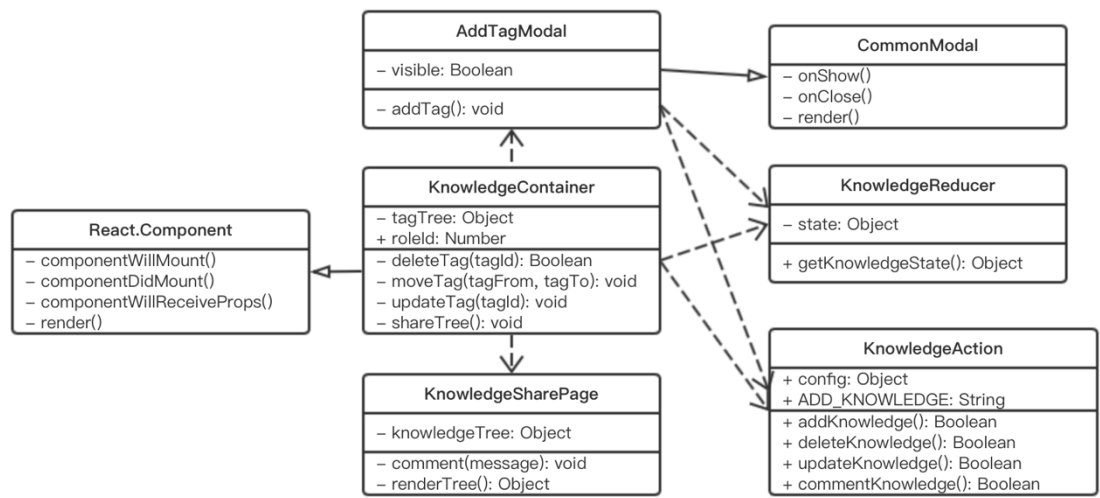 AddTagModal
– visible: Boolean
– addTag(): void
CommonModal
– onShow()
– onClose()
– render()
KnowledgeContainer
– tagTree: Object
+ roleId: Number
– deleteTag(tagId): Boolean
– moveTag(tagFrom, tagTo): void
– updateTag(tagId): void
– shareTree(): void
KnowledgeReducer
– state: Object
+ getKnowledgeState(): Object
React.Component
– componentWillMount()
– componentDidMount()
– componentWillReceiveProps()
– render()
KnowledgeSharePage
– knowledgeTree: Object
– comment(message): void
– renderTree(): Object
KnowledgeAction
+ config: Object
+ ADD_KNOWLEDGE: String
+ addKnowledge(): Boolean
+ deleteKnowledge(): Boolean
+ updateKnowledge(): Boolean
+ commentKnowledge(): Boolean